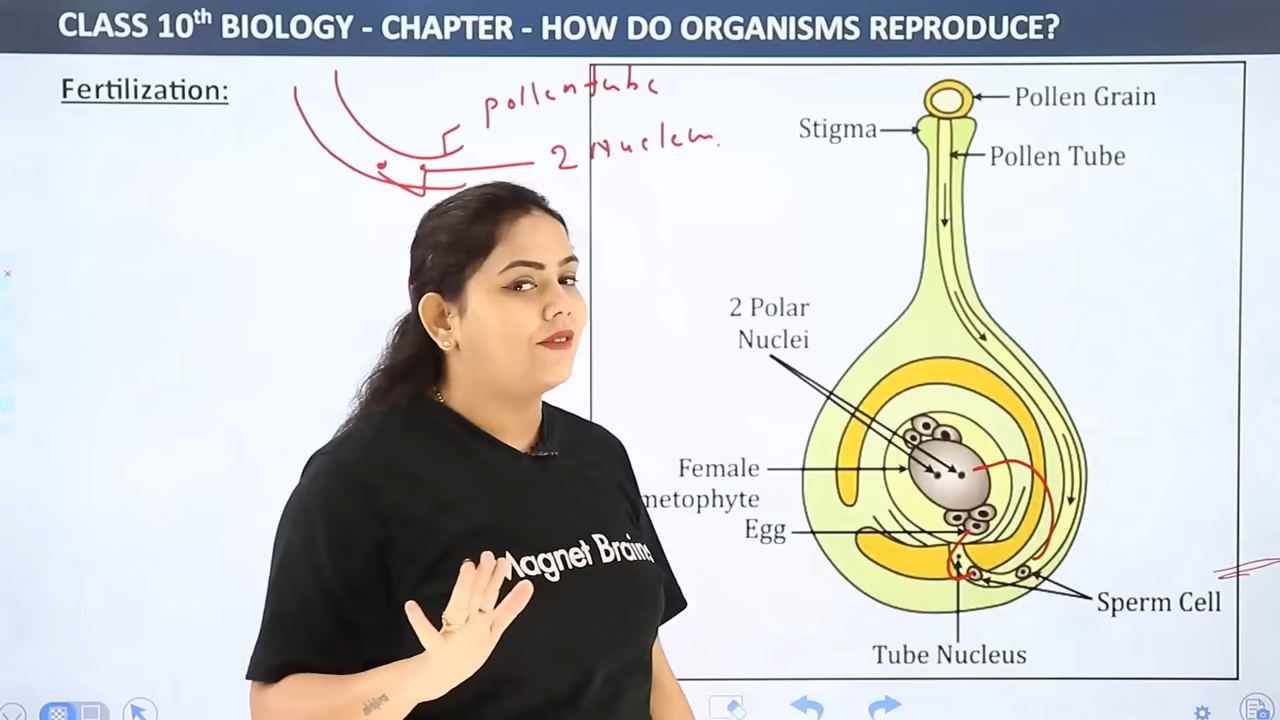 CLASS 10th BIOLOGY - CHAPTER - HOW DO ORGANISMS REPRODUCE?
Fertilization:
pollentube
2 Nuclem.
Pollen Grain
Stigma
Pollen Tube
2 Polar
Nuclei
Female
metophyte
Egg
Magnet Brains
Sperm Cell
Tube Nucleus